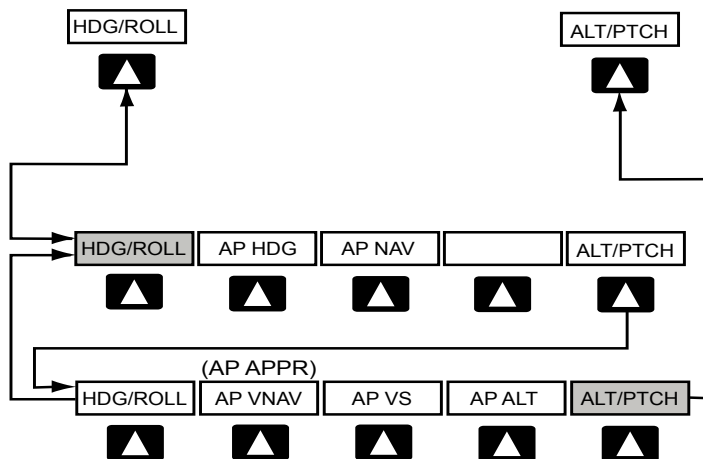 HDG/ROLL ALT/PTCH
HDG/ROLL AP HDG AP NAV ALT/PTCH
(AP APPR)
HDG/ROLL AP VNAV AP VS AP ALT ALT/PTCH